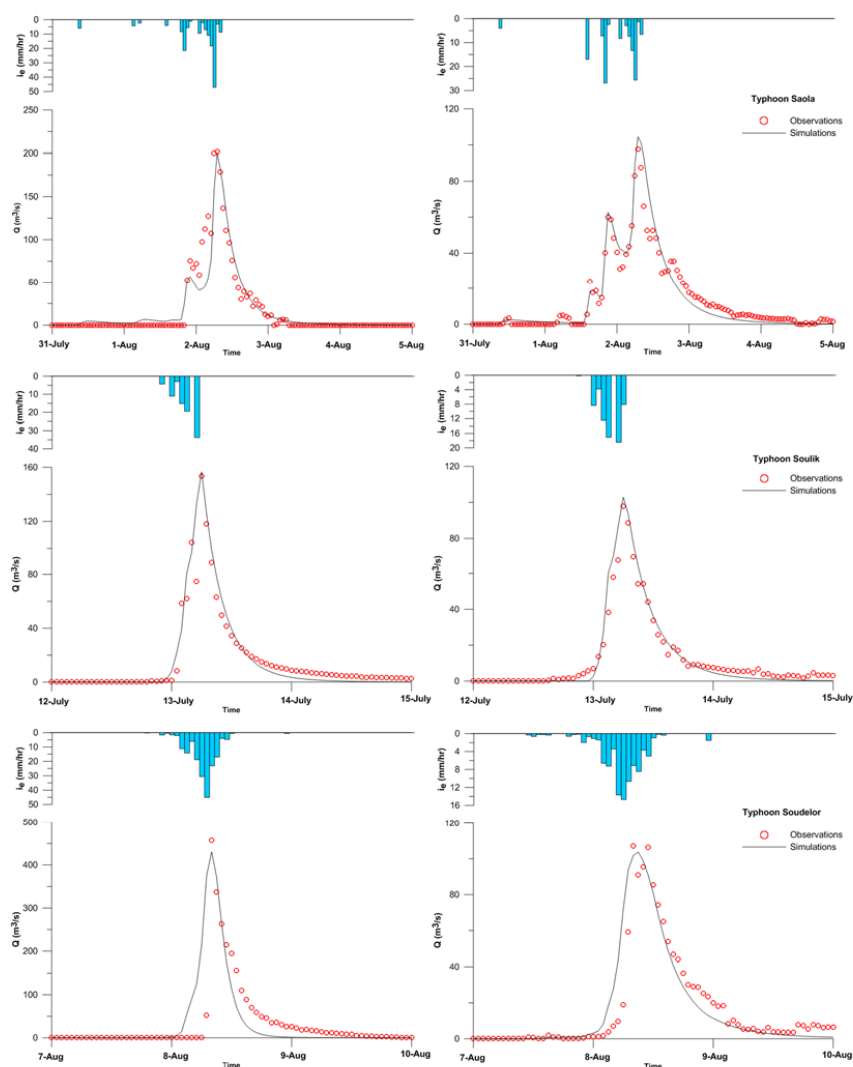 0
10
20
30
40
50
i_e (mm/hr)
250
200
150
100
50
0
Q (m³/s)
31-July
1-Aug
2-Aug
3-Aug
4-Aug
5-Aug
Time
0
10
20
30
i_e (mm/hr)
120
80
40
0
Q (m³/s)
Typhoon Saola
Observations
Simulations
31-July
1-Aug
2-Aug
3-Aug
4-Aug
5-Aug
Time
0
10
20
30
40
i_e (mm/hr)
160
120
80
40
0
Q (m³/s)
12-July
13-July
14-July
15-July
Time
0
4
8
12
16
20
i_e (mm/hr)
120
80
40
0
Q (m³/s)
Typhoon Soulik
Observations
Simulations
12-July
13-July
14-July
15-July
Time
0
10
20
30
40
50
i_e (mm/hr)
500
400
300
200
100
0
Q (m³/s)
7-Aug
8-Aug
9-Aug
10-Aug
Time
0
4
8
12
16
i_e (mm/hr)
120
80
40
0
Q (m³/s)
Typhoon Soudelor
Observations
Simulations
7-Aug
8-Aug
9-Aug
10-Aug
Time